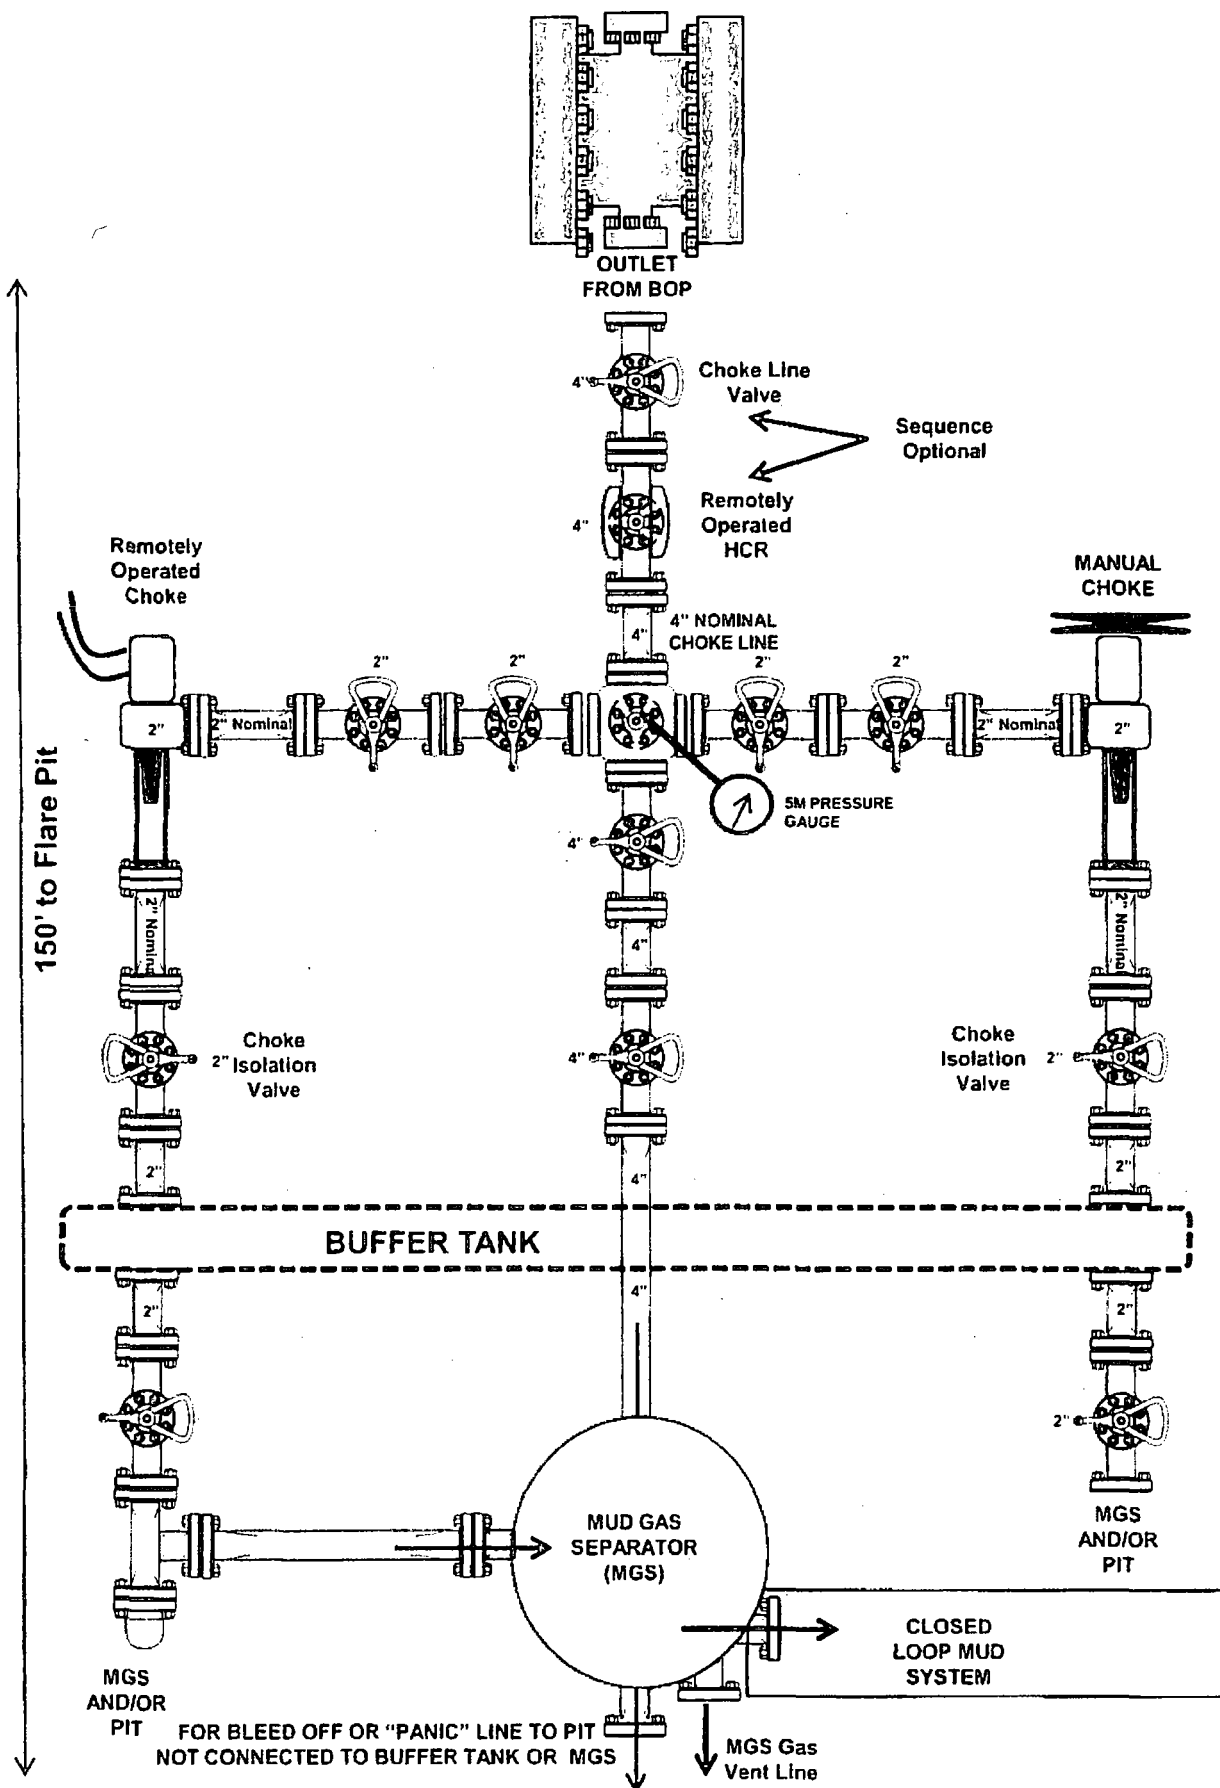 OUTLET
FROM BOP
4"
Choke Line
Valve
Sequence
Optional
4"
Remotely
Operated
HCR
Remotely
Operated
Choke
MANUAL
CHOKE
4"
4" NOMINAL
CHOKE LINE
2"
2"
2"
2"
2"
2" Nominal
2" Nominal
2"
5M PRESSURE
GAUGE
150' to Flare Pit
4"
2" Nominal
4"
2" Nominal
2"
Choke
Isolation
Valve
4"
Choke
Isolation
Valve
2"
2"
4"
2"
BUFFER TANK
2"
4"
2"
2"
MUD GAS
SEPARATOR
(MGS)
MGS
AND/OR
PIT
CLOSED
LOOP MUD
SYSTEM
MGS
AND/OR
PIT
FOR BLEED OFF OR "PANIC" LINE TO PIT
NOT CONNECTED TO BUFFER TANK OR MGS
MGS Gas
Vent Line